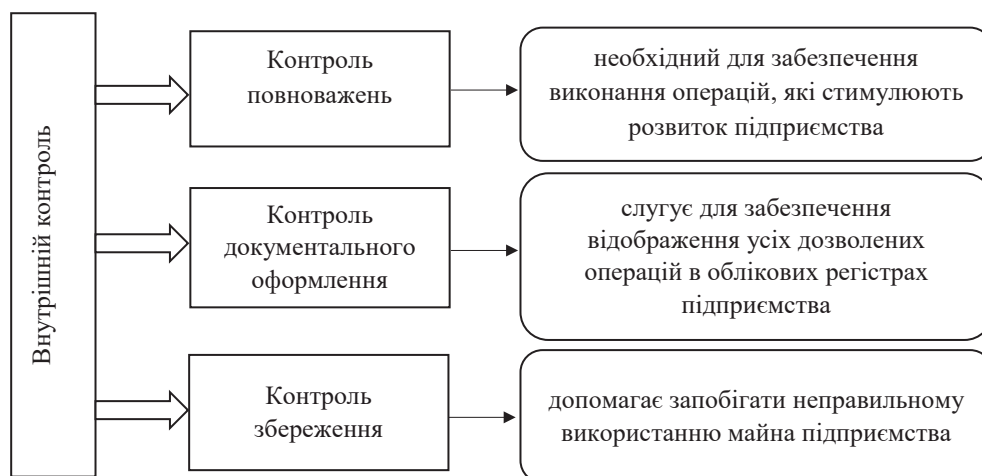 Внутрішній контроль
Контроль
повноважень
необхідний для забезпечення
виконання операцій, які стимулюють
розвиток підприємства
Контроль
документального
оформлення
слугує для забезпечення
відображення усіх дозволених
операцій в облікових регістрах
підприємства
Контроль
збереження
допомагає запобігати неправильному
використанню майна підприємства